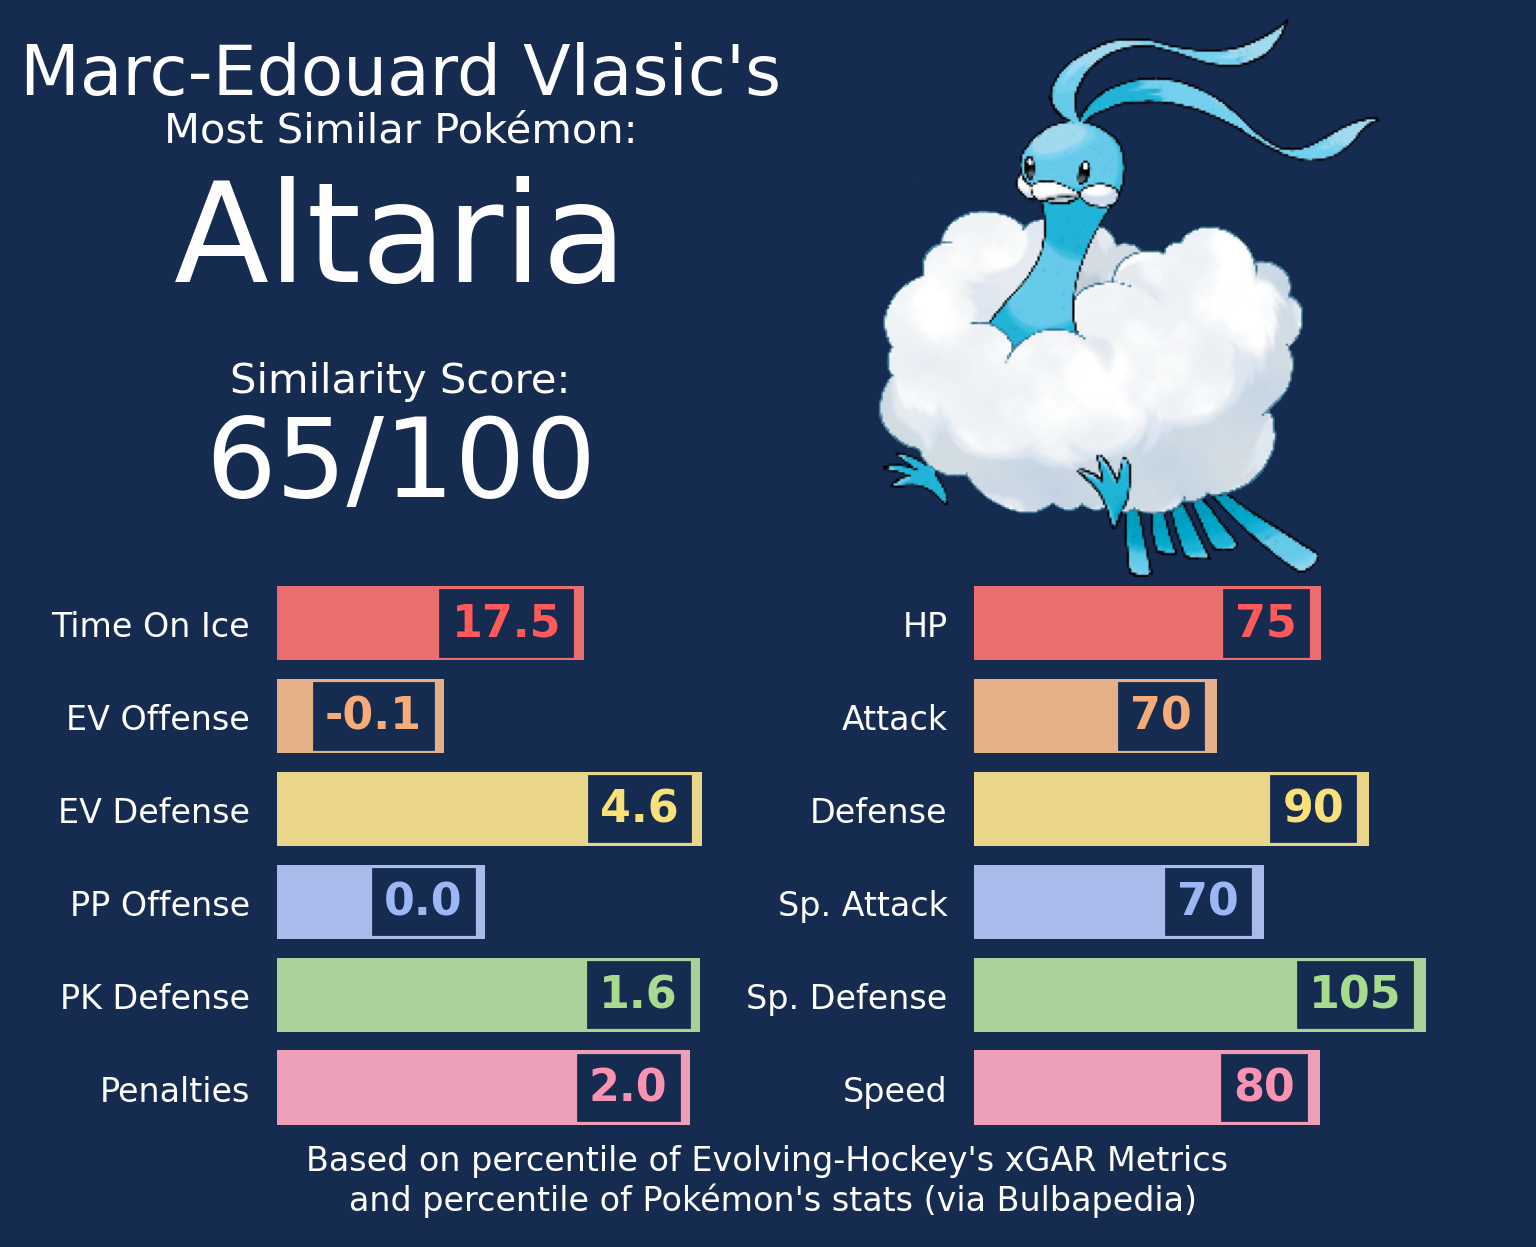 Marc-Edouard Vlasic's
Most Similar Pokémon:
Altaria
Similarity Score:
65/100
Time On Ice 17.5
EV Offense -0.1
EV Defense 4.6
PP Offense 0.0
PK Defense 1.6
Penalties 2.0
HP 75
Attack 70
Defense 90
Sp. Attack 70
Sp. Defense 105
Speed 80
Based on percentile of Evolving-Hockey's xGAR Metrics
and percentile of Pokémon's stats (via Bulbapedia)